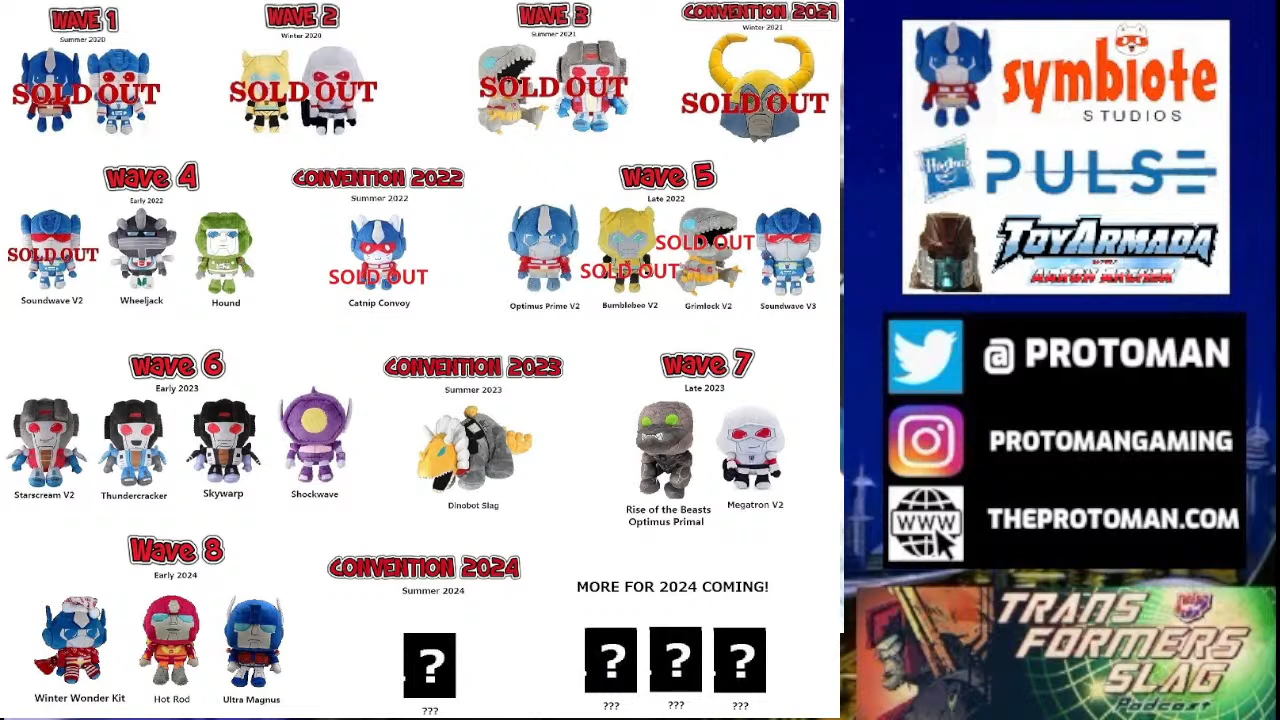 WAVE 1
Summer 2020
SOLD OUT
WAVE 2
Winter 2020
SOLD OUT
WAVE 3
Summer 2021
SOLD OUT
CONVENTION 2021
Winter 2021
SOLD OUT
Wave 4
Early 2022
SOLD OUT
Soundwave V2
Wheeljack
Hound
CONVENTION 2022
Summer 2022
SOLD OUT
Catnip Convoy
Wave 5
Late 2022
SOLD OUT
SOLD OUT
Optimus Prime V2
Bumblebee V2
Grimlock V2
Soundwave V3
Wave 6
Early 2023
Starscream V2
Thundercracker
Skywarp
Shockwave
CONVENTION 2023
Summer 2023
Dinobot Slag
Wave 7
Late 2023
Rise of the Beasts
Optimus Primal
Megatron V2
Wave 8
Early 2024
Winter Wonder Kit
Hot Rod
Ultra Magnus
CONVENTION 2024
Summer 2024
?
???
MORE FOR 2024 COMING!
? ? ?
??? ??? ???
symbiote
STUDIOS
Hasbro
PULSE
TOYARMADA
AARON ARCHER
@ PROTOMAN
PROTOMANGAMING
WWW
THEPROTOMAN.COM
TRANS
FORMERS
SLAG
Podcast